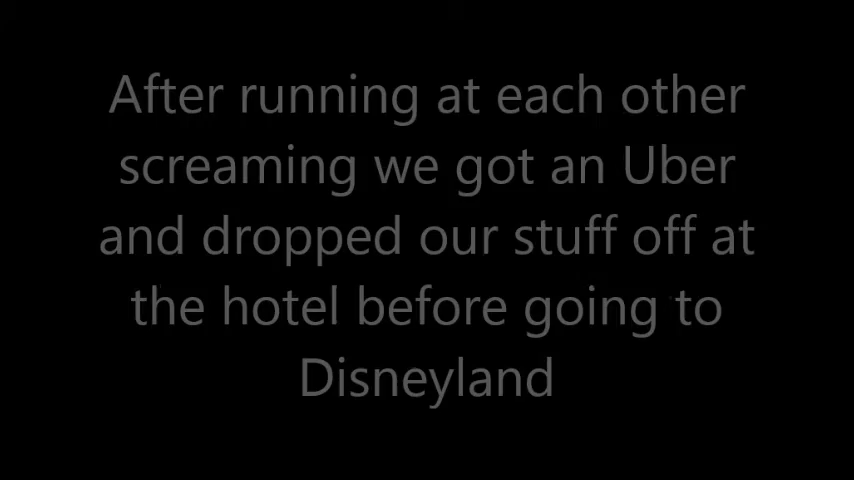 After running at each other
screaming we got an Uber
and dropped our stuff off at
the hotel before going to
Disneyland